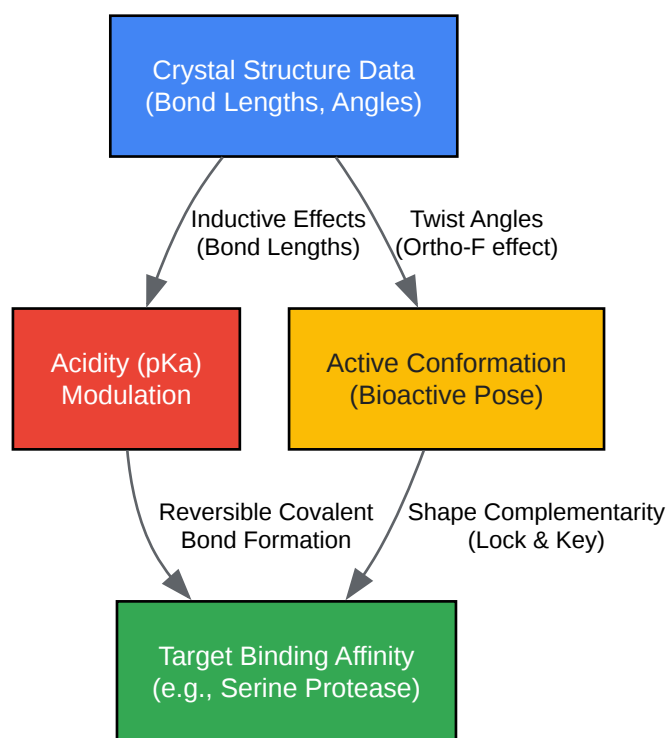 Crystal Structure Data
(Bond Lengths, Angles)
Inductive Effects
(Bond Lengths)
Twist Angles
(Ortho-F effect)
Acidity (pKa)
Modulation
Active Conformation
(Bioactive Pose)
Reversible Covalent
Bond Formation
Shape Complementarity
(Lock & Key)
Target Binding Affinity
(e.g., Serine Protease)